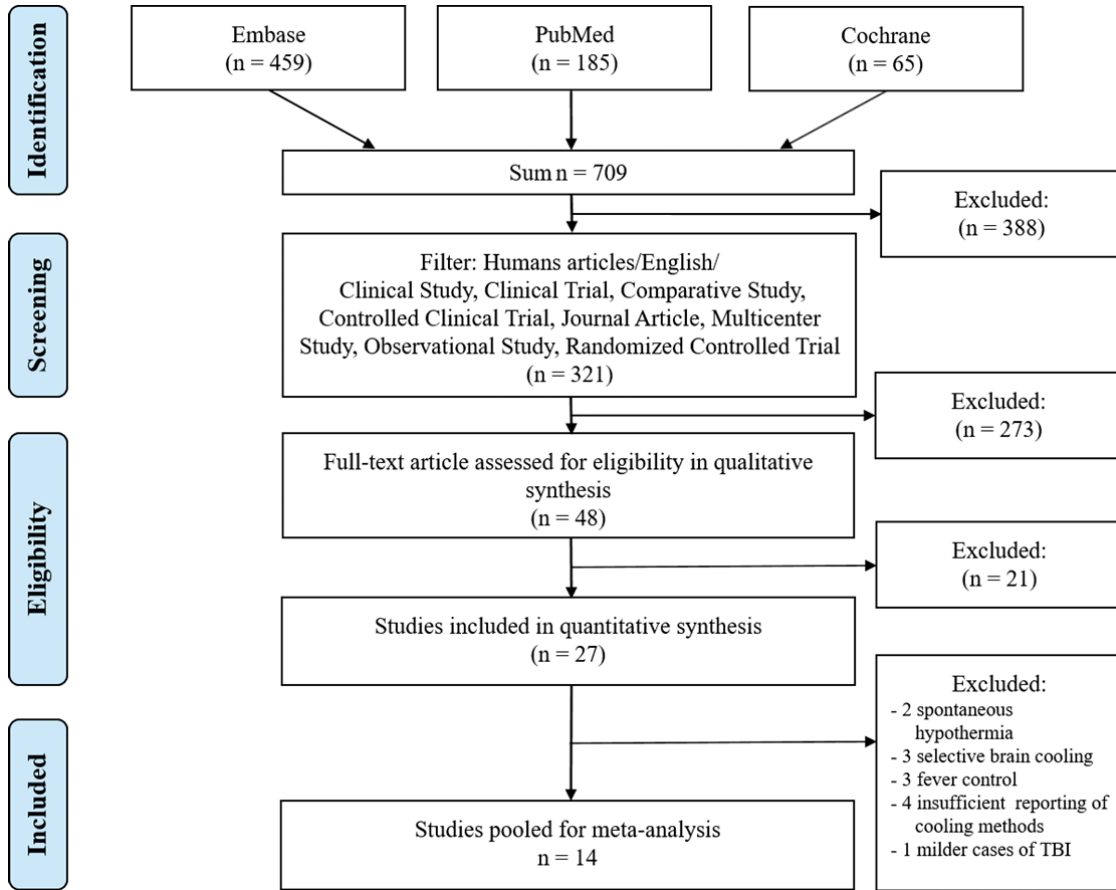 Identification
Embase
(n = 459)
PubMed
(n = 185)
Cochrane
(n = 65)
Sum n = 709
Excluded:
(n = 388)
Screening
Filter: Humans articles/English/
Clinical Study, Clinical Trial, Comparative Study,
Controlled Clinical Trial, Journal Article, Multicenter
Study, Observational Study, Randomized Controlled Trial
(n = 321)
Excluded:
(n = 273)
Eligibility
Full-text article assessed for eligibility in qualitative
synthesis
(n = 48)
Excluded:
(n = 21)
Studies included in quantitative synthesis
(n = 27)
Excluded:
- 2 spontaneous
hypothermia
- 3 selective brain cooling
- 3 fever control
- 4 insufficient reporting of
cooling methods
- 1 milder cases of TBI
Included
Studies pooled for meta-analysis
n = 14